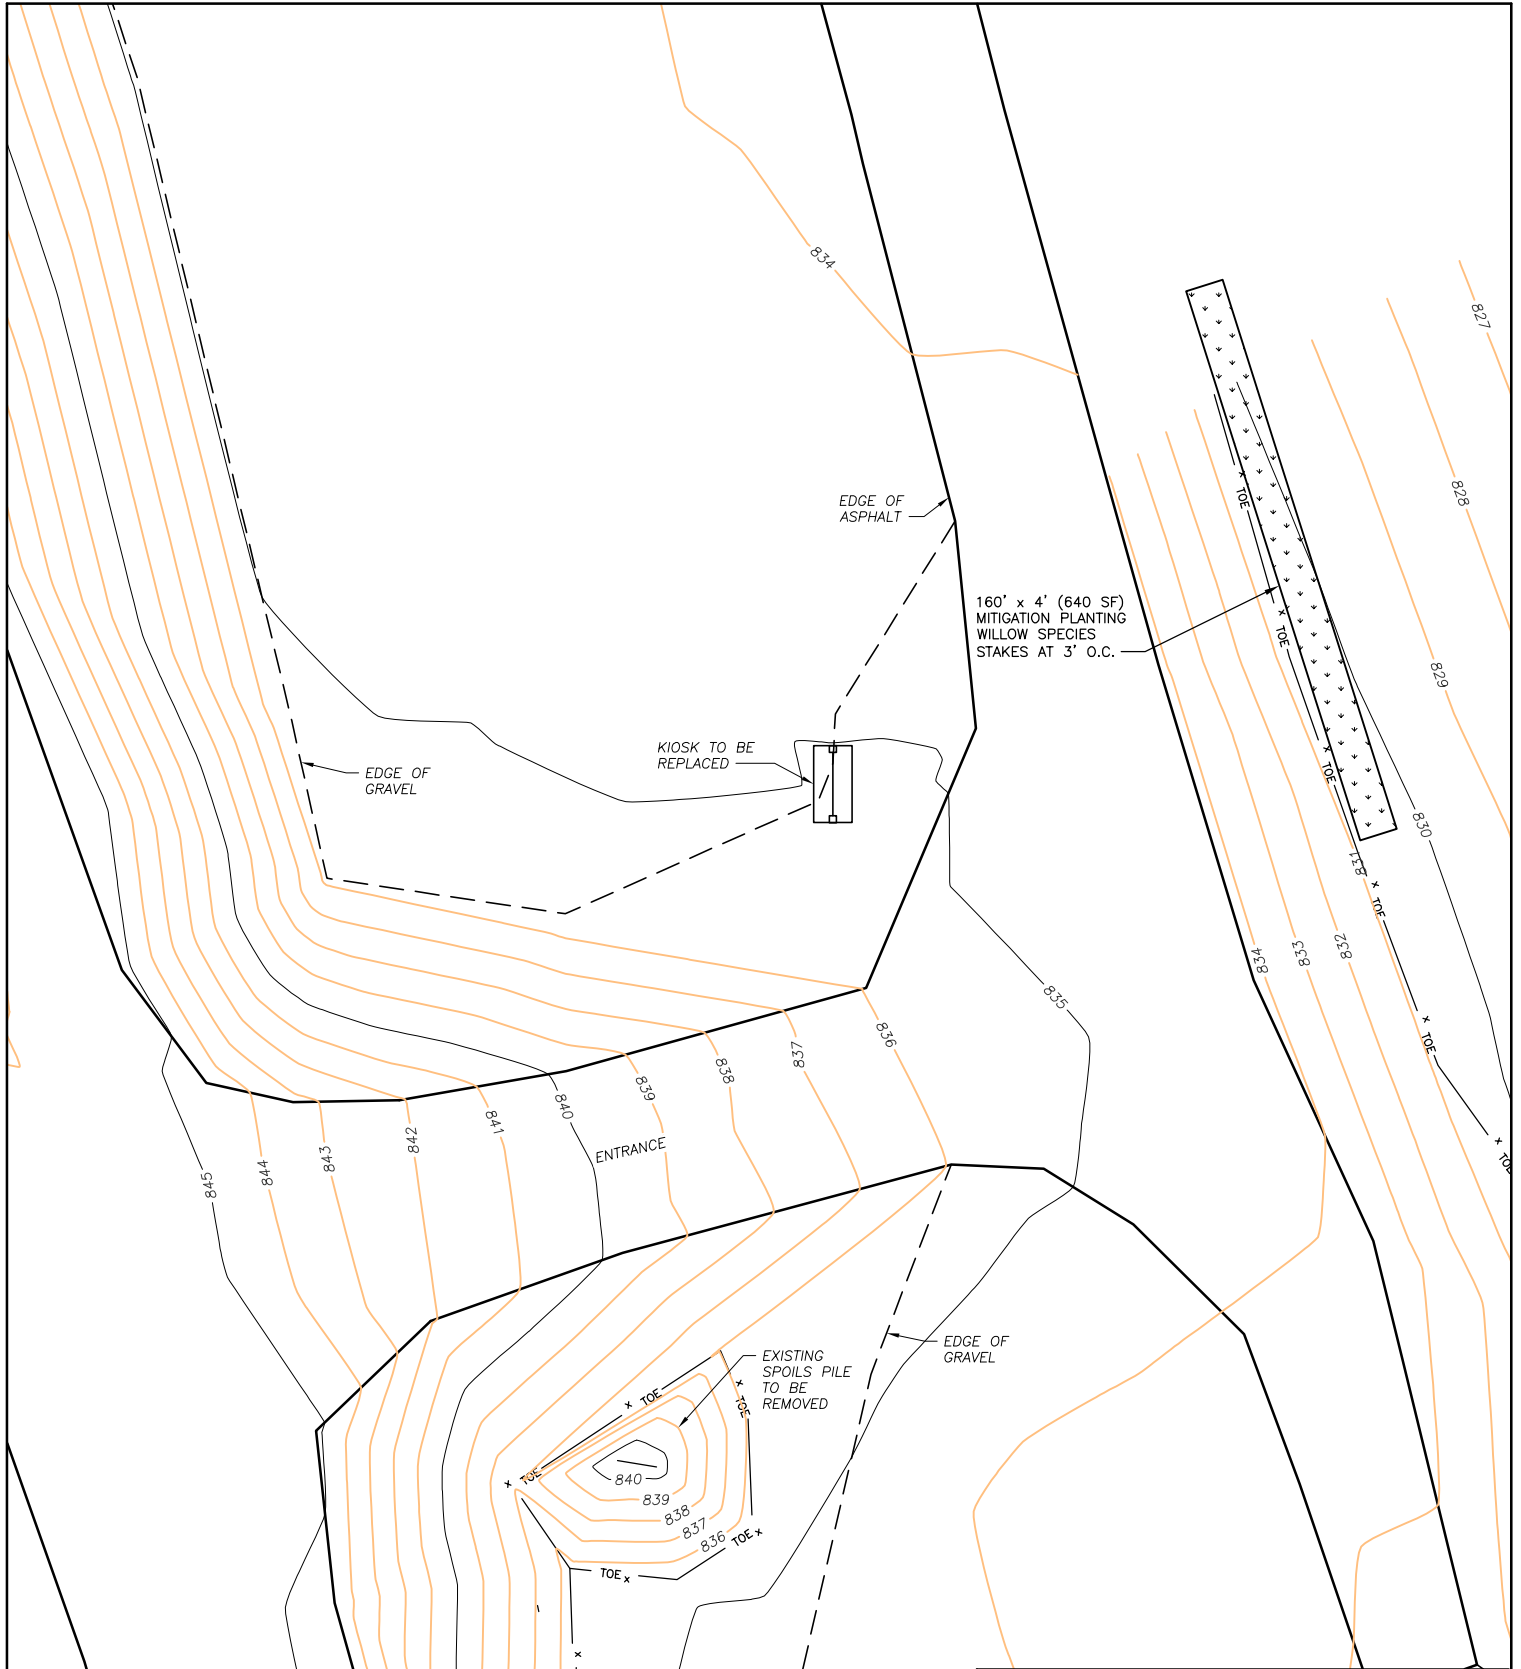 834
827
828
EDGE OF
ASPHALT
160' x 4' (640 SF)
MITIGATION PLANTING
WILLOW SPECIES
STAKES AT 3' O.C.
x TOE
x TOE
829
KIOSK TO BE
REPLACED
x TOE
EDGE OF
GRAVEL
830
831
x TOE
834
833
832
835
836
x TOE
837
838
839
840
841
842
843
844
845
ENTRANCE
x TOE
EDGE OF
GRAVEL
EXISTING
SPOILS PILE
TO BE
REMOVED
x TOE
x TOE
x TOE
840
839
838
837
836
TOE x
TOE x
x